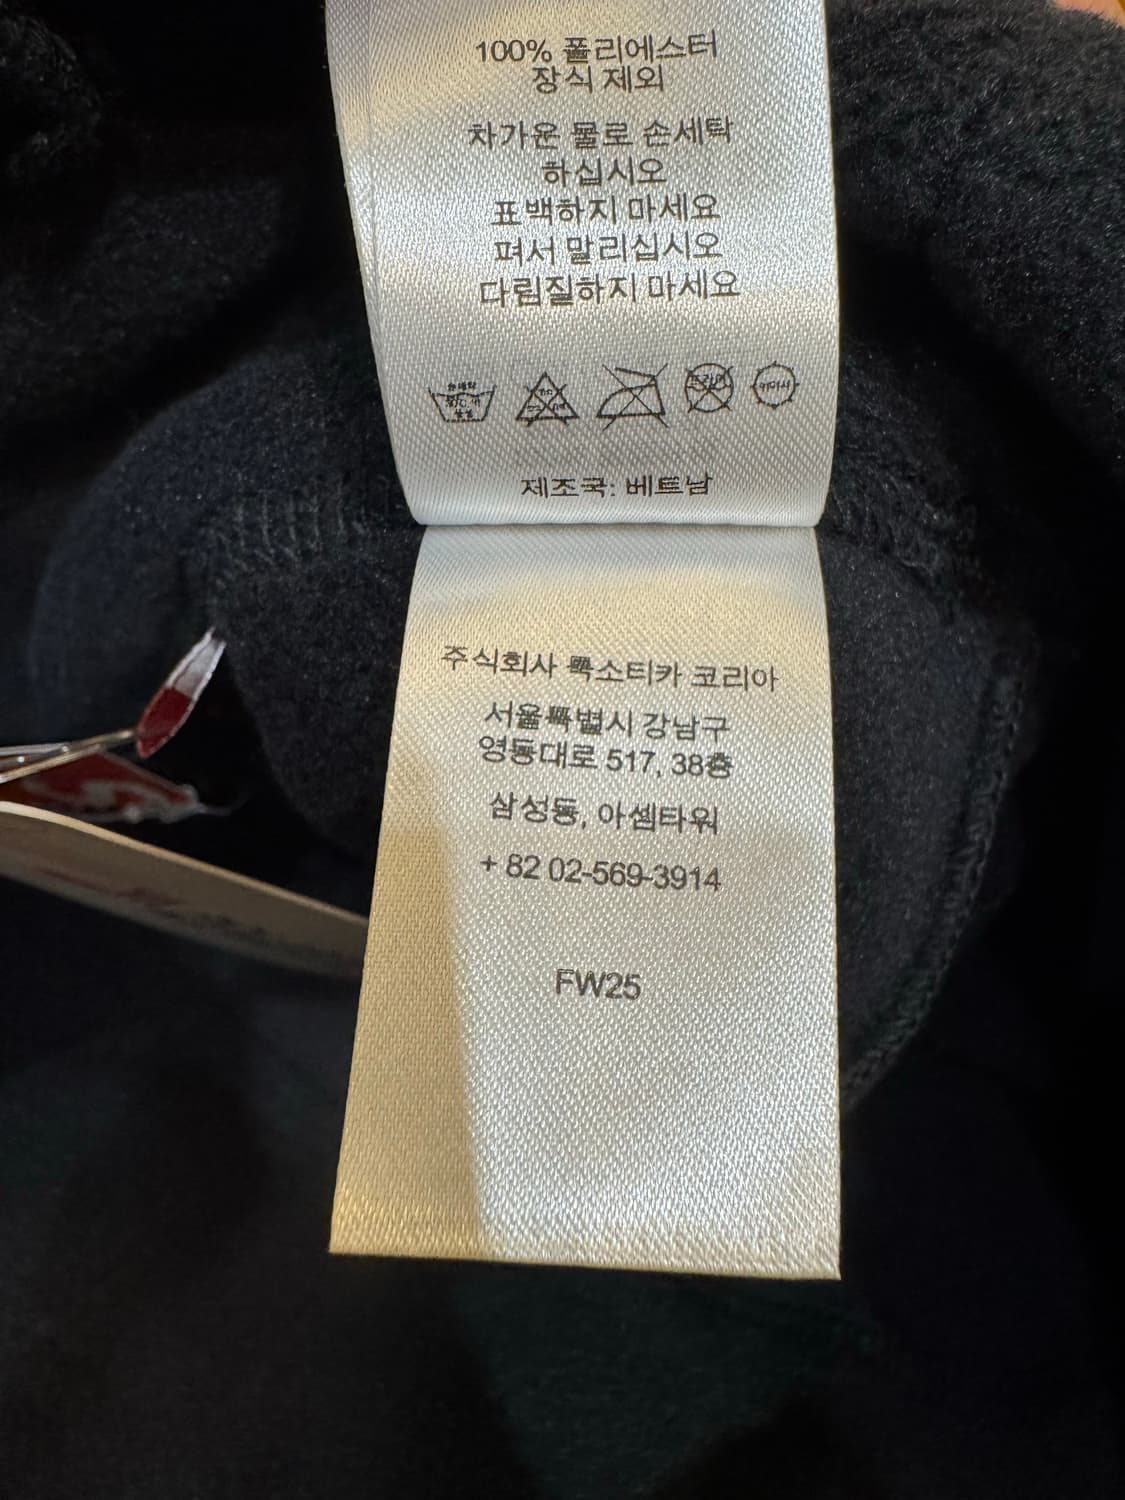 100% 폴리에스터
장식 제외
차가운 물로 손세탁
하십시오
표백하지 마세요
펴서 말리십시오
다림질하지 마세요
제조국: 베트남
주식회사 룩소티카 코리아
서울특별시 강남구
영동대로 517, 38층
삼성동, 아셈타워
+ 82 02-569-3914
FW25